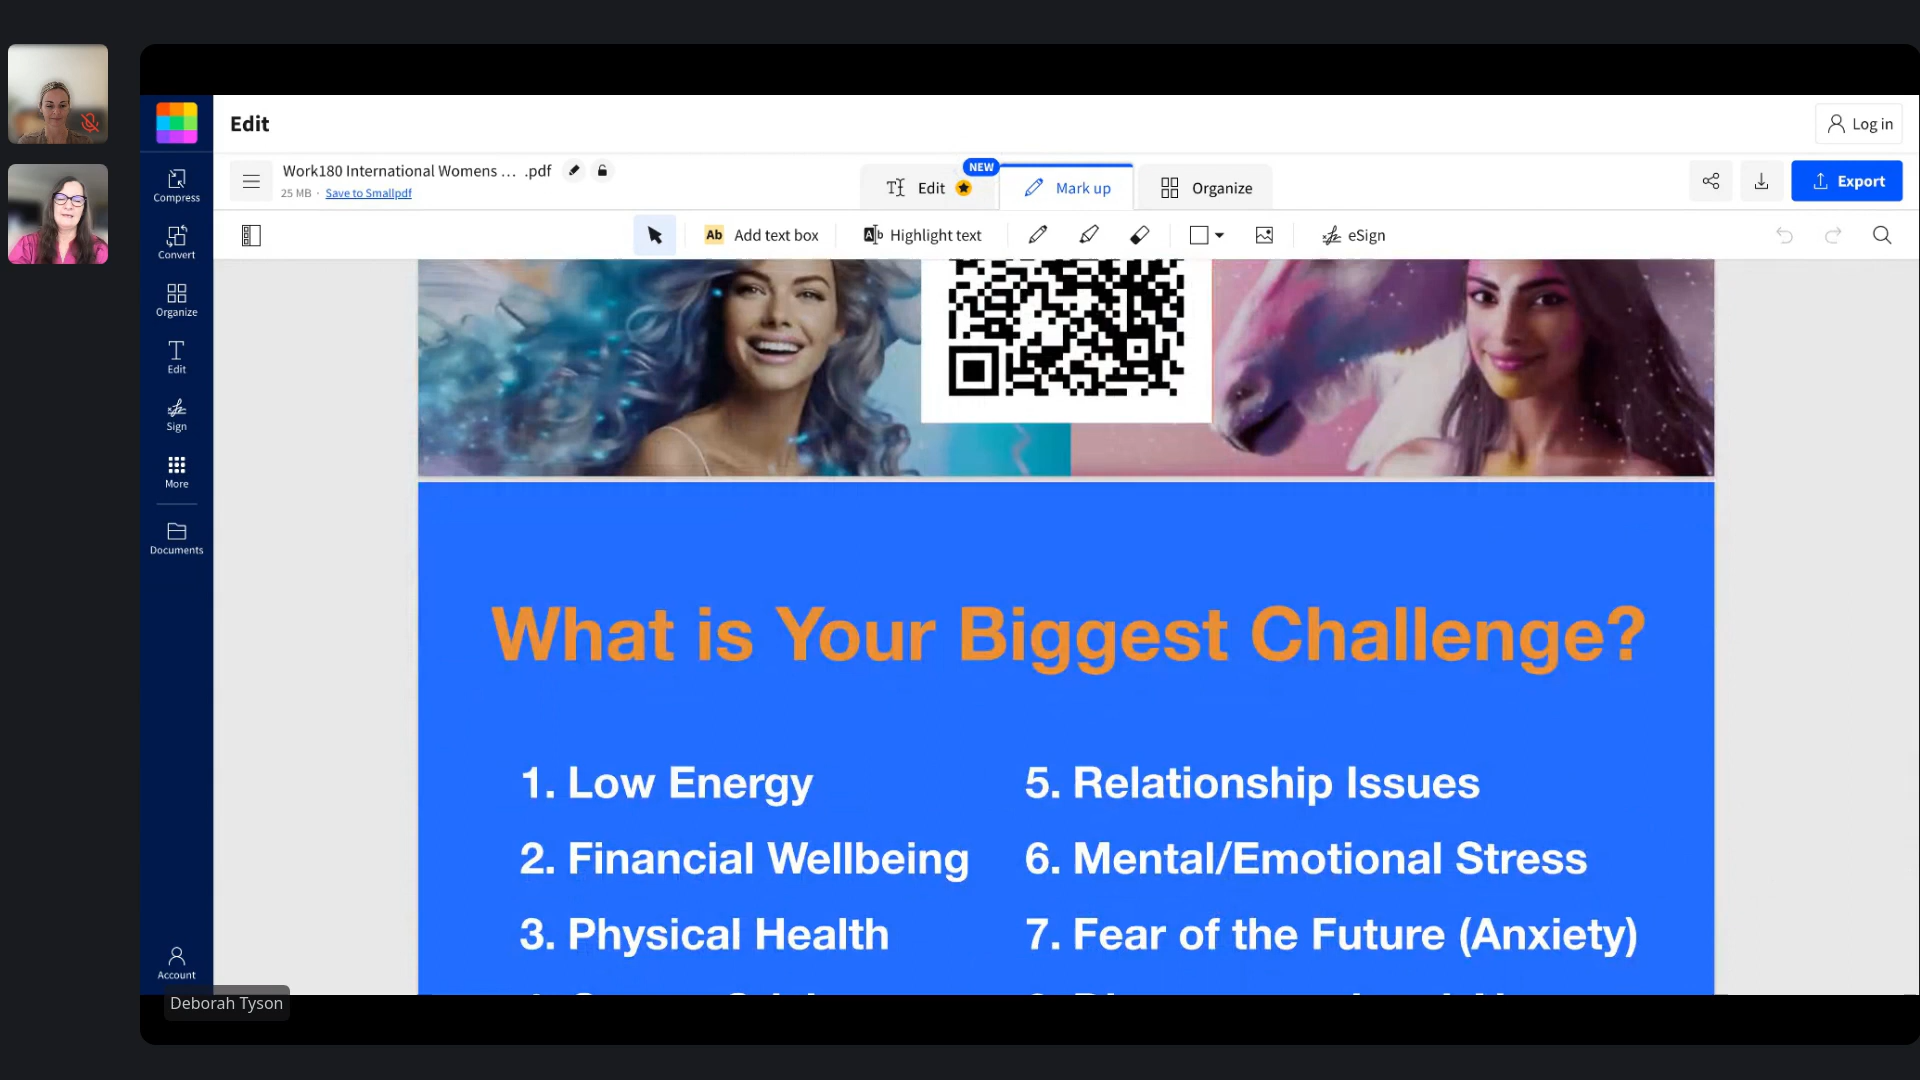 Edit
Log in
Compress
Convert
Organize
Edit
Sign
More
Documents
Account
Work180 International Womens ... .pdf
25 MB · Save to Smallpdf
NEW
Edit
Mark up
Organize
Export
Ab Add text box
Highlight text
eSign
What is Your Biggest Challenge?
1. Low Energy
2. Financial Wellbeing
3. Physical Health
5. Relationship Issues
6. Mental/Emotional Stress
7. Fear of the Future (Anxiety)
Deborah Tyson